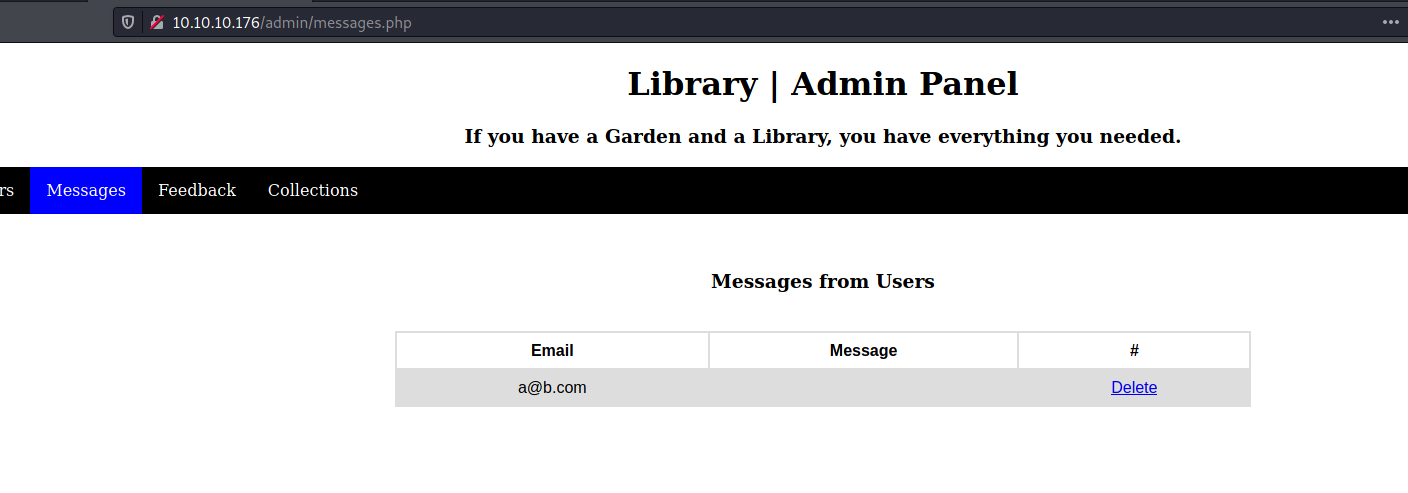 10.10.10.176/admin/messages.php
Library | Admin Panel
If you have a Garden and a Library, you have everything you needed.
rs Messages Feedback Collections
Messages from Users
Email Message #
a@b.com Delete